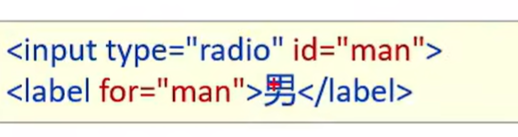 <input type="radio" id="man">
<label for="man">男</label>